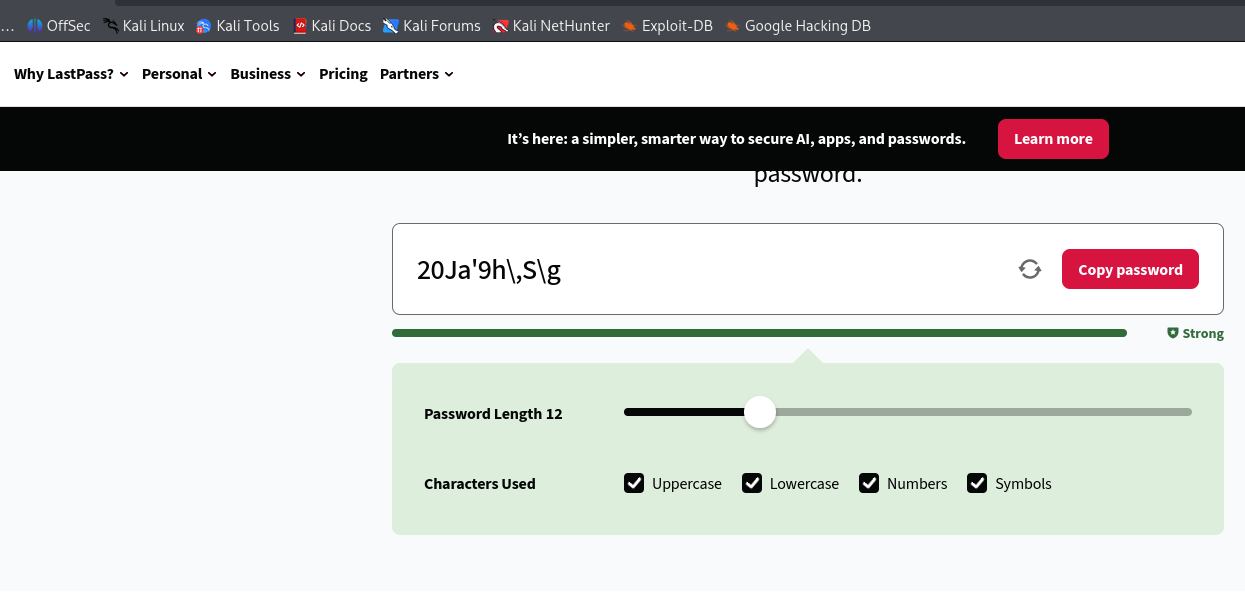 ... OffSec Kali Linux Kali Tools Kali Docs Kali Forums Kali NetHunter Exploit-DB Google Hacking DB
Why LastPass? Personal Business Pricing Partners
It’s here: a simpler, smarter way to secure AI, apps, and passwords. Learn more
password.
20Ja'9h\,S\g Copy password
Strong
Password Length 12
Characters Used Uppercase Lowercase Numbers Symbols